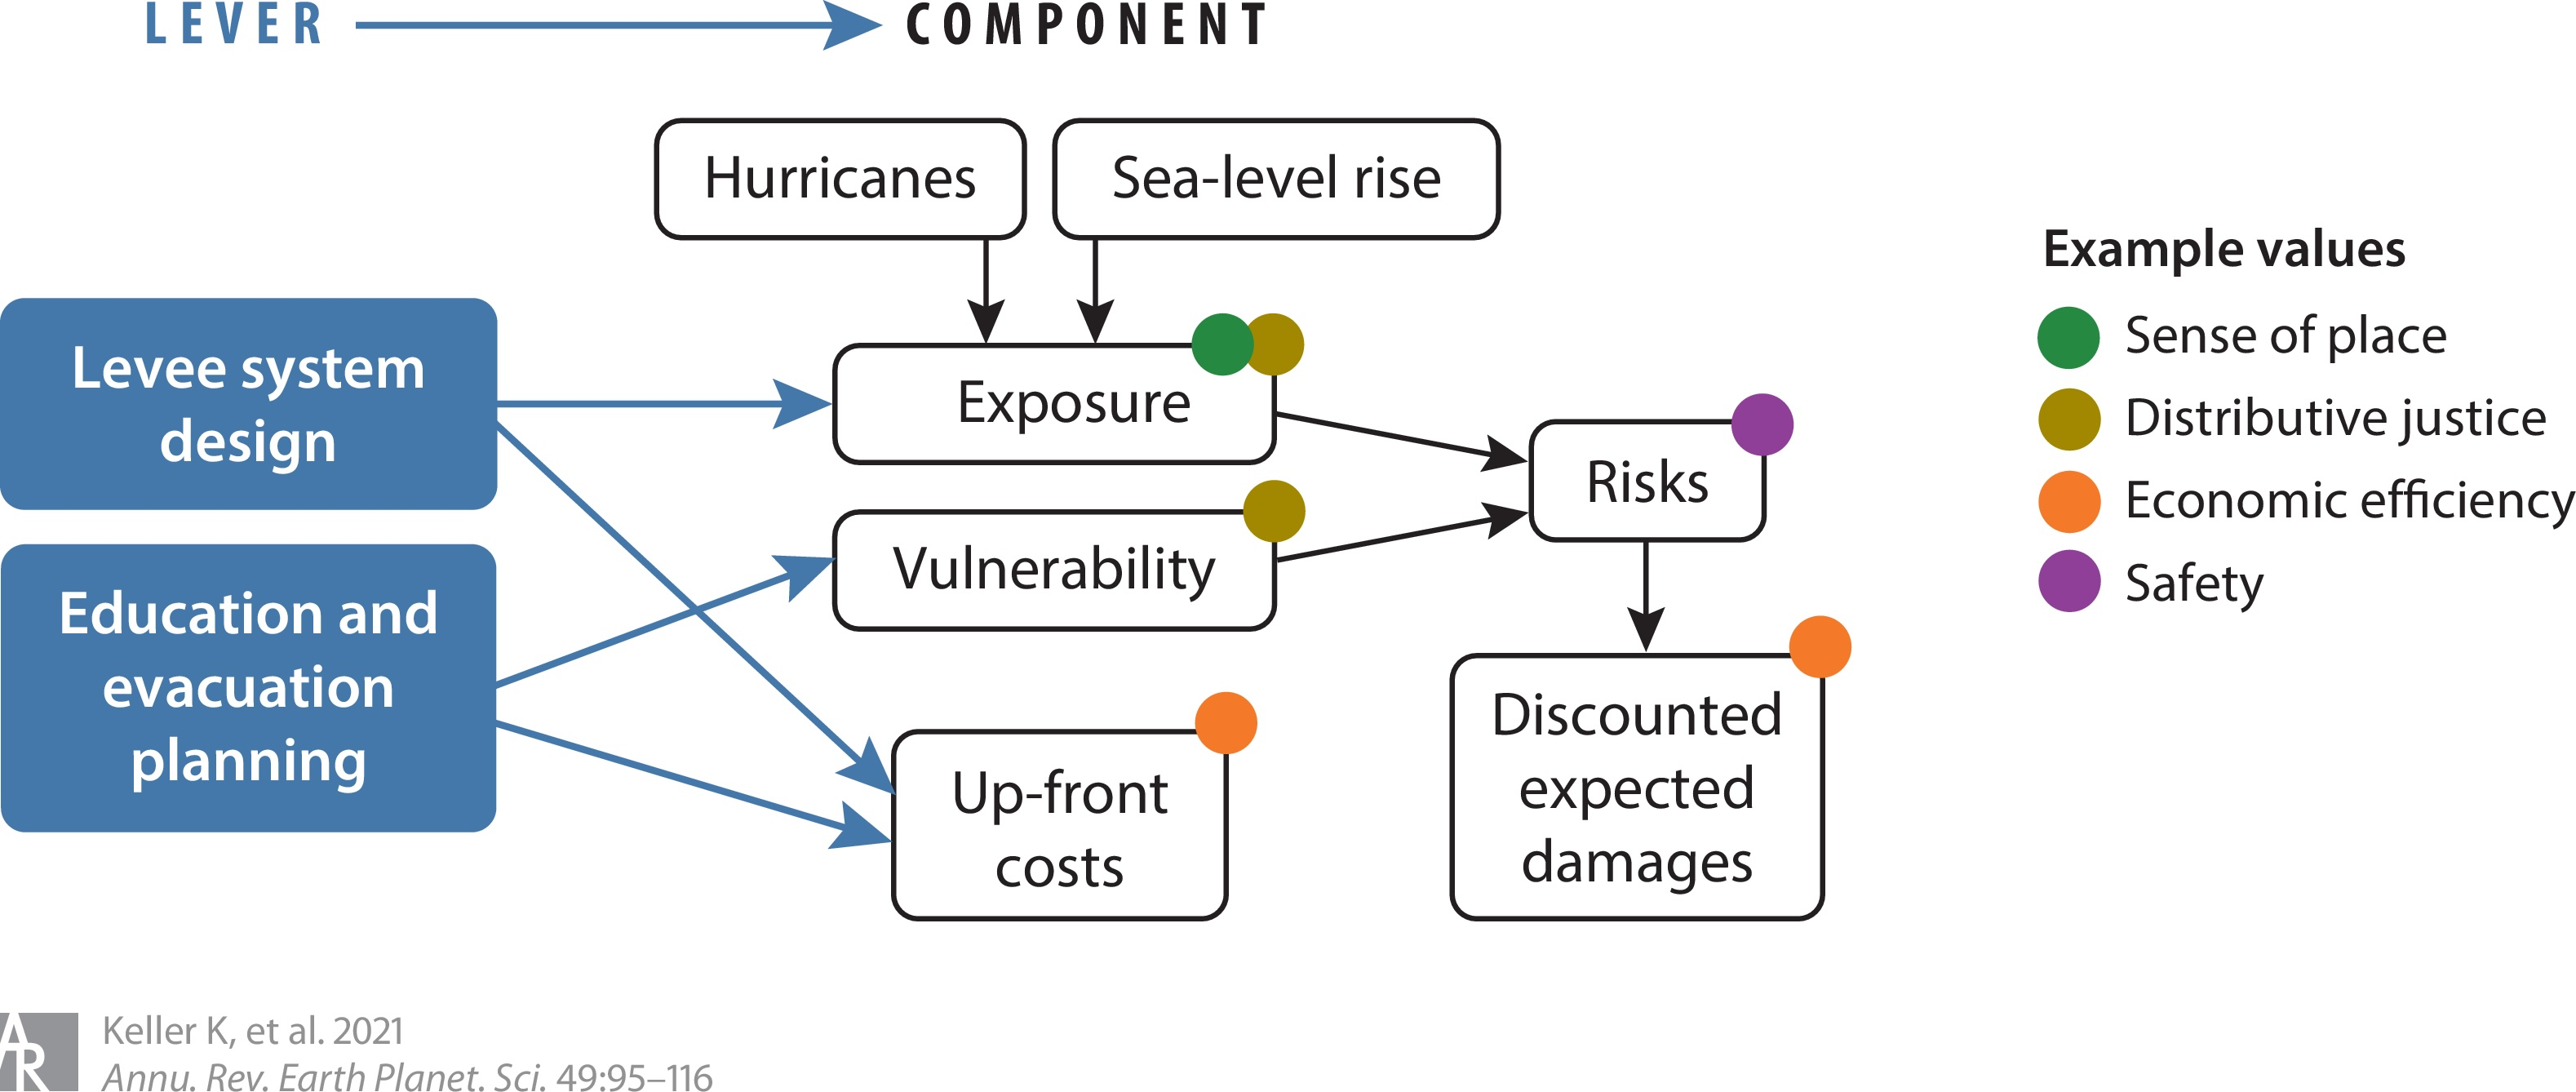 LEVER
COMPONENT
Hurricanes
Sea-level rise
Levee system
design
Exposure
Education and
evacuation
planning
Vulnerability
Up-front
costs
Risks
Discounted
expected
damages
Example values
Sense of place
Distributive justice
Economic efficiency
Safety
AR
Keller K, et al. 2021
Annu. Rev. Earth Planet. Sci. 49:95–116